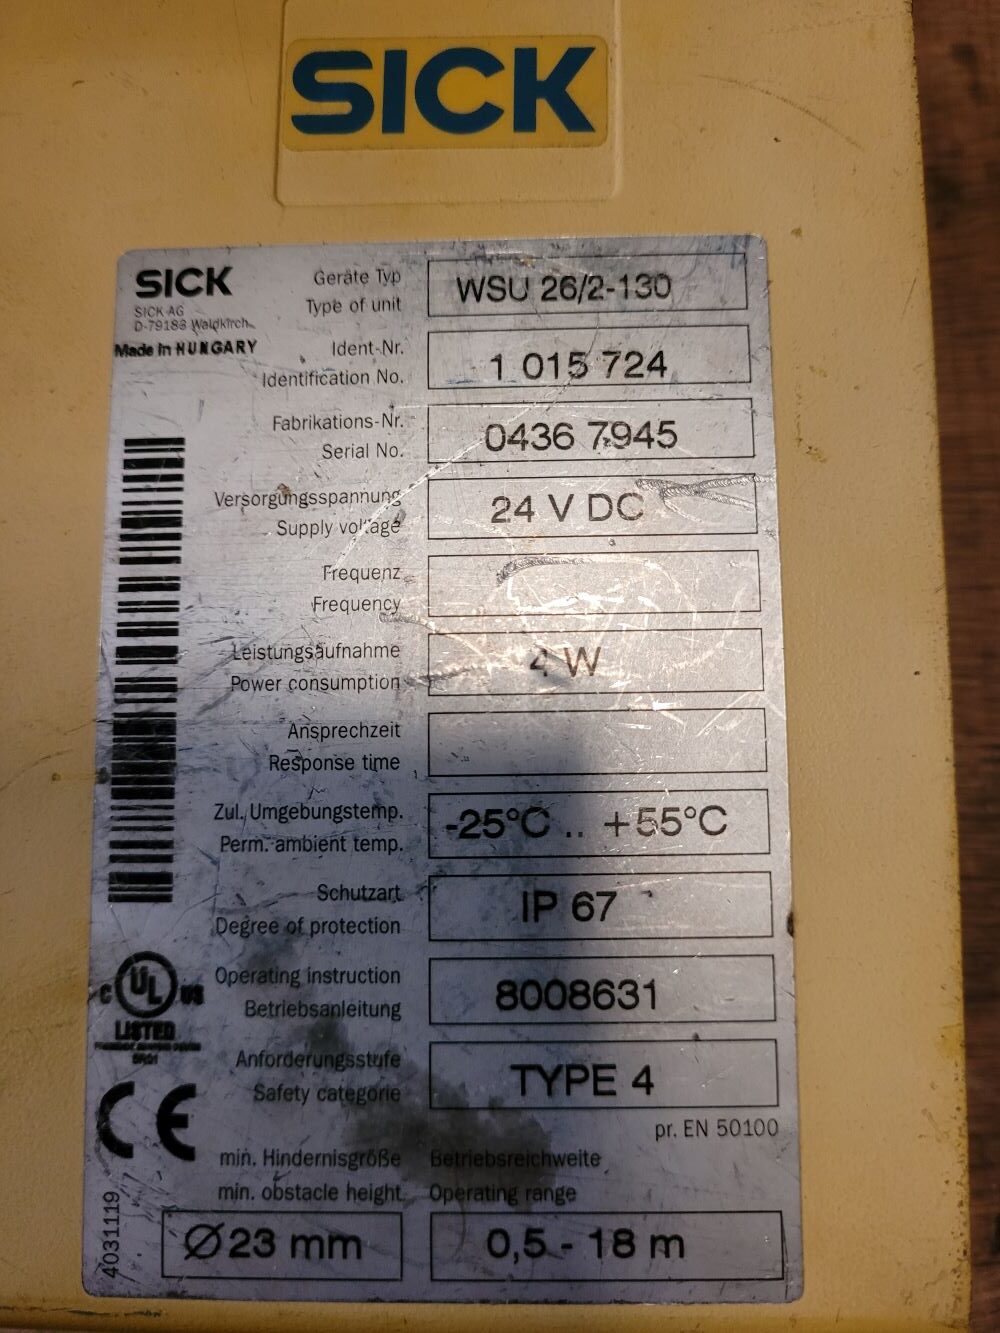 SICK
SICK
SICK AG
D-79183 Waldkirch
Made in HUNGARY
Geräte Typ
Type of unit
WSU 26/2-130
Ident-Nr.
Identification No.
1 015 724
Fabrikations-Nr.
Serial No.
0436 7945
Versorgungsspannung
Supply voltage
24 V DC
Frequenz
Frequency
Leistungsaufnahme
Power consumption
4 W
Ansprechzeit
Response time
Zul. Umgebungstemp.
Perm. ambient temp.
-25°C .. +55°C
Schutzart
Degree of protection
IP 67
Operating instruction
Betriebsanleitung
8008631
Anforderungsstufe
Safety categorie
TYPE 4
pr. EN 50100
C UL US
LISTED
CE
min. Hindernisgröße
min. obstacle height
Ø 23 mm
Betriebsreichweite
Operating range
0,5 - 18 m
4031119